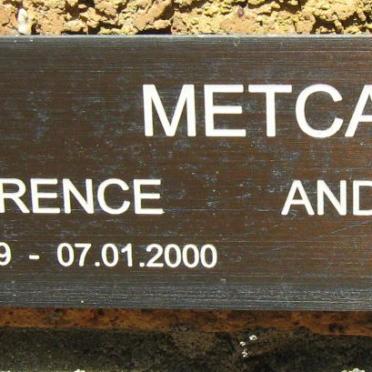 METCA
RENCE AND
9 - 07.01.2000